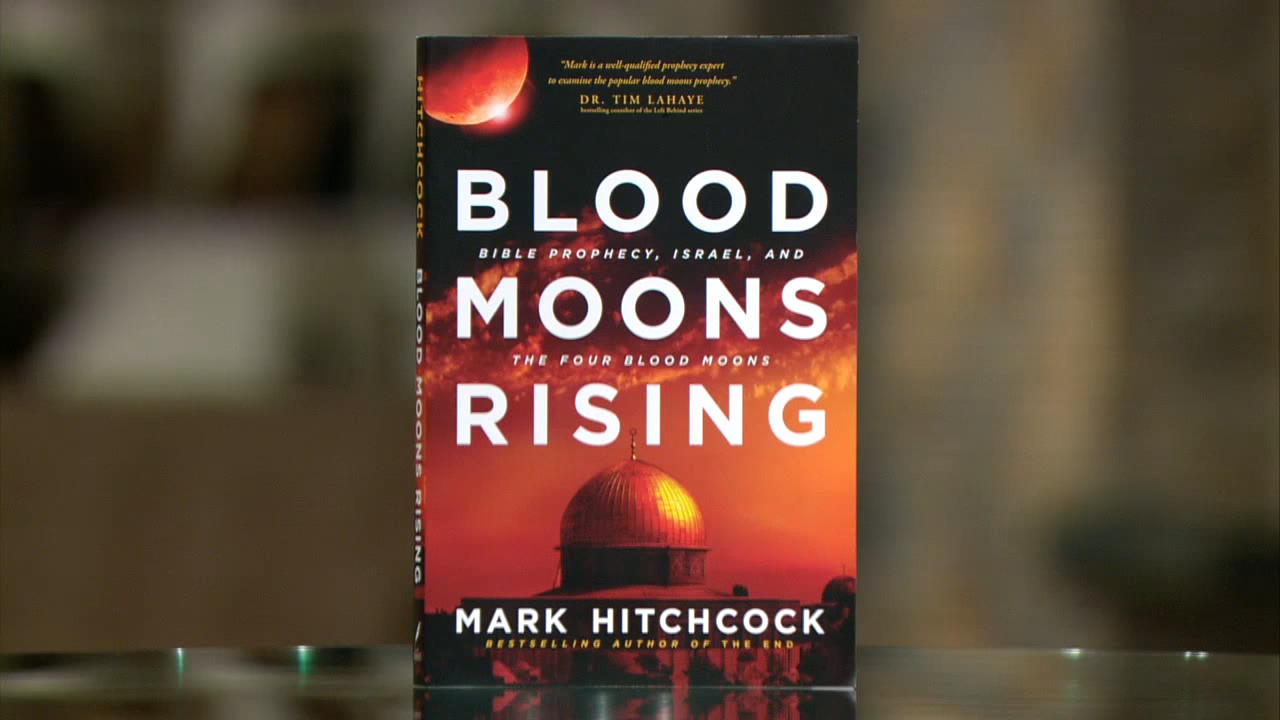 "Mark is a well-qualified prophecy expert
to examine the popular blood moons prophecy."
DR. TIM LAHAYE
bestselling coauthor of the Left Behind series
BLOOD
BIBLE PROPHECY, ISRAEL, AND
MOONS
THE FOUR BLOOD MOONS
RISING
MARK HITCHCOCK
BESTSELLING AUTHOR OF THE END
HITCHCOCK BLOOD MOONS RISING